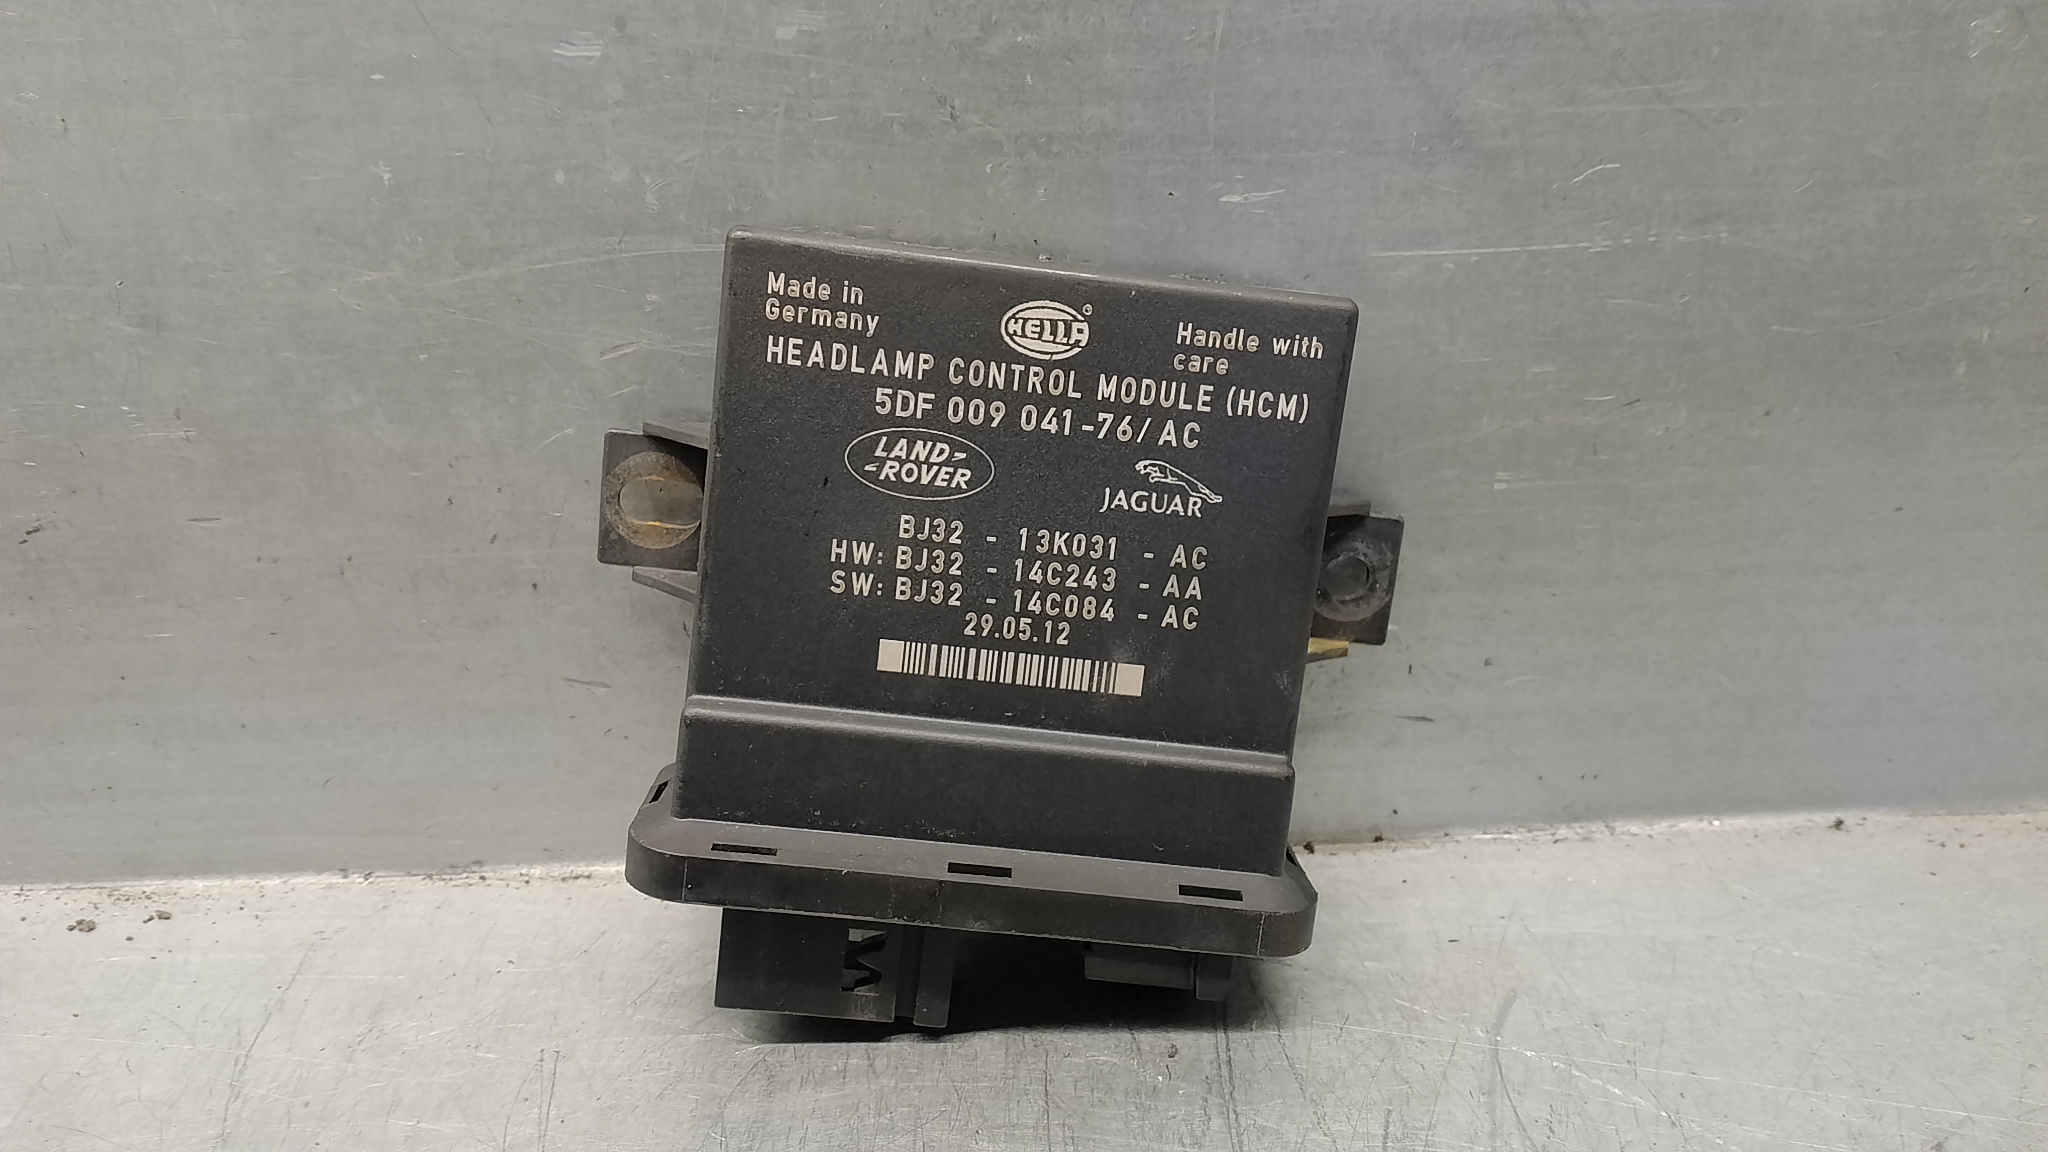 Made in
Germany
HELLA®
Handle with
care
HEADLAMP CONTROL MODULE (HCM)
5DF 009 041-76/AC
LAND-
-ROVER
JAGUAR
BJ32 - 13K031 - AC
HW: BJ32 - 14C243 - AA
SW: BJ32 - 14C084 - AC
29.05.12